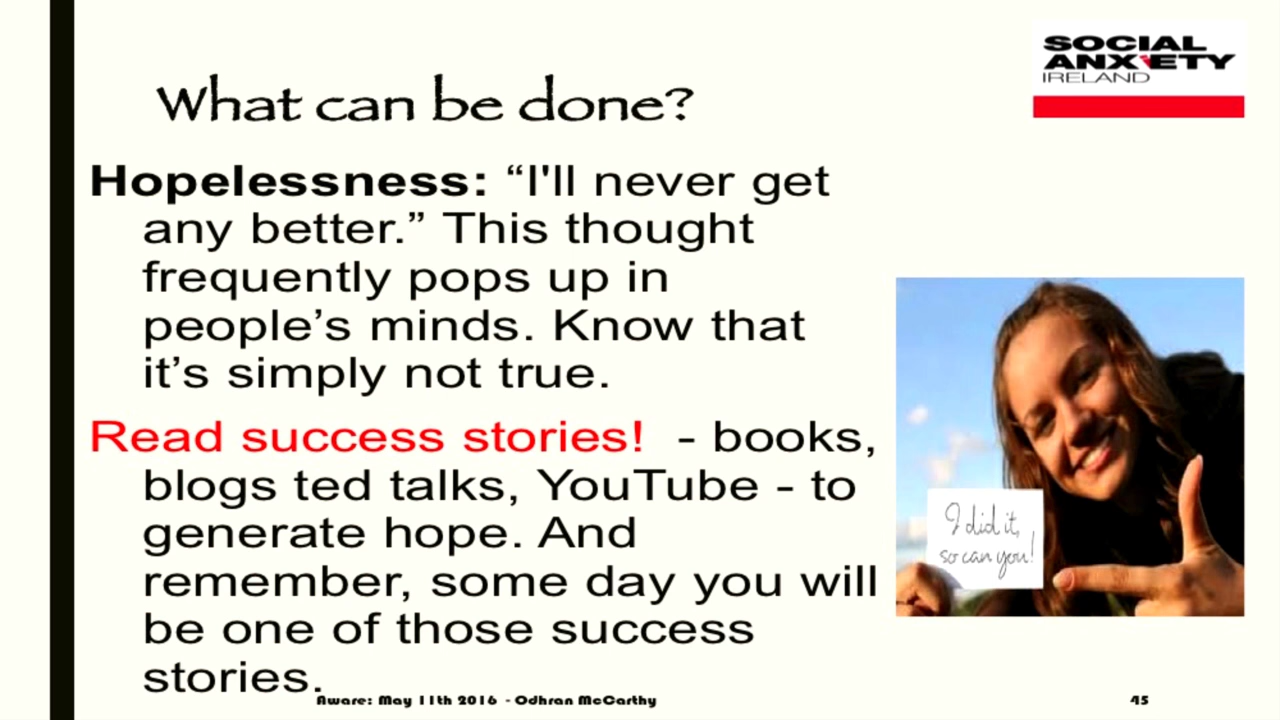 SOCIAL
ANXIETY
IRELAND
What can be done?
Hopelessness: “I'll never get
any better.” This thought
frequently pops up in
people’s minds. Know that
it’s simply not true.
Read success stories! - books,
blogs ted talks, YouTube - to
generate hope. And
remember, some day you will
be one of those success
stories.
I did it,
so can you!
Aware: May 11th 2016 - Odhran McCarthy
45